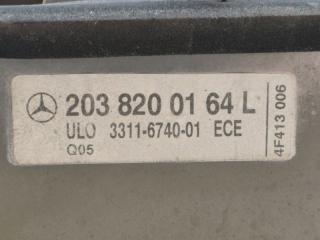 203 820 01 64 L
ULO 3311-6740-01 ECE
Q05
4F413 006